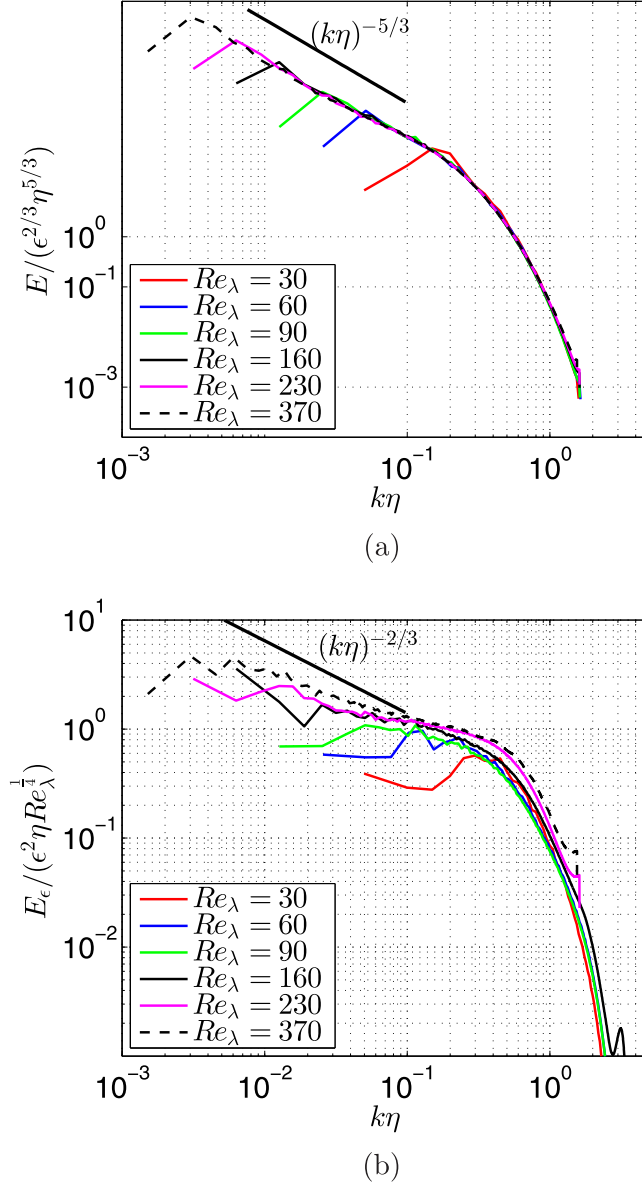 (kη)^{-5/3}
E/(ϵ^{2/3}η^{5/3})
10^0
10^{-1}
10^{-3}
Re_λ = 30
Re_λ = 60
Re_λ = 90
Re_λ = 160
Re_λ = 230
Re_λ = 370
10^{-3} 10^{-2} 10^{-1} 10^0
kη
(a)
(kη)^{-2/3}
E_ϵ/(ϵ^2ηRe_λ^{1/4})
10^1
10^0
10^{-1}
10^{-2}
Re_λ = 30
Re_λ = 60
Re_λ = 90
Re_λ = 160
Re_λ = 230
Re_λ = 370
10^{-3} 10^{-2} 10^{-1} 10^0
kη
(b)